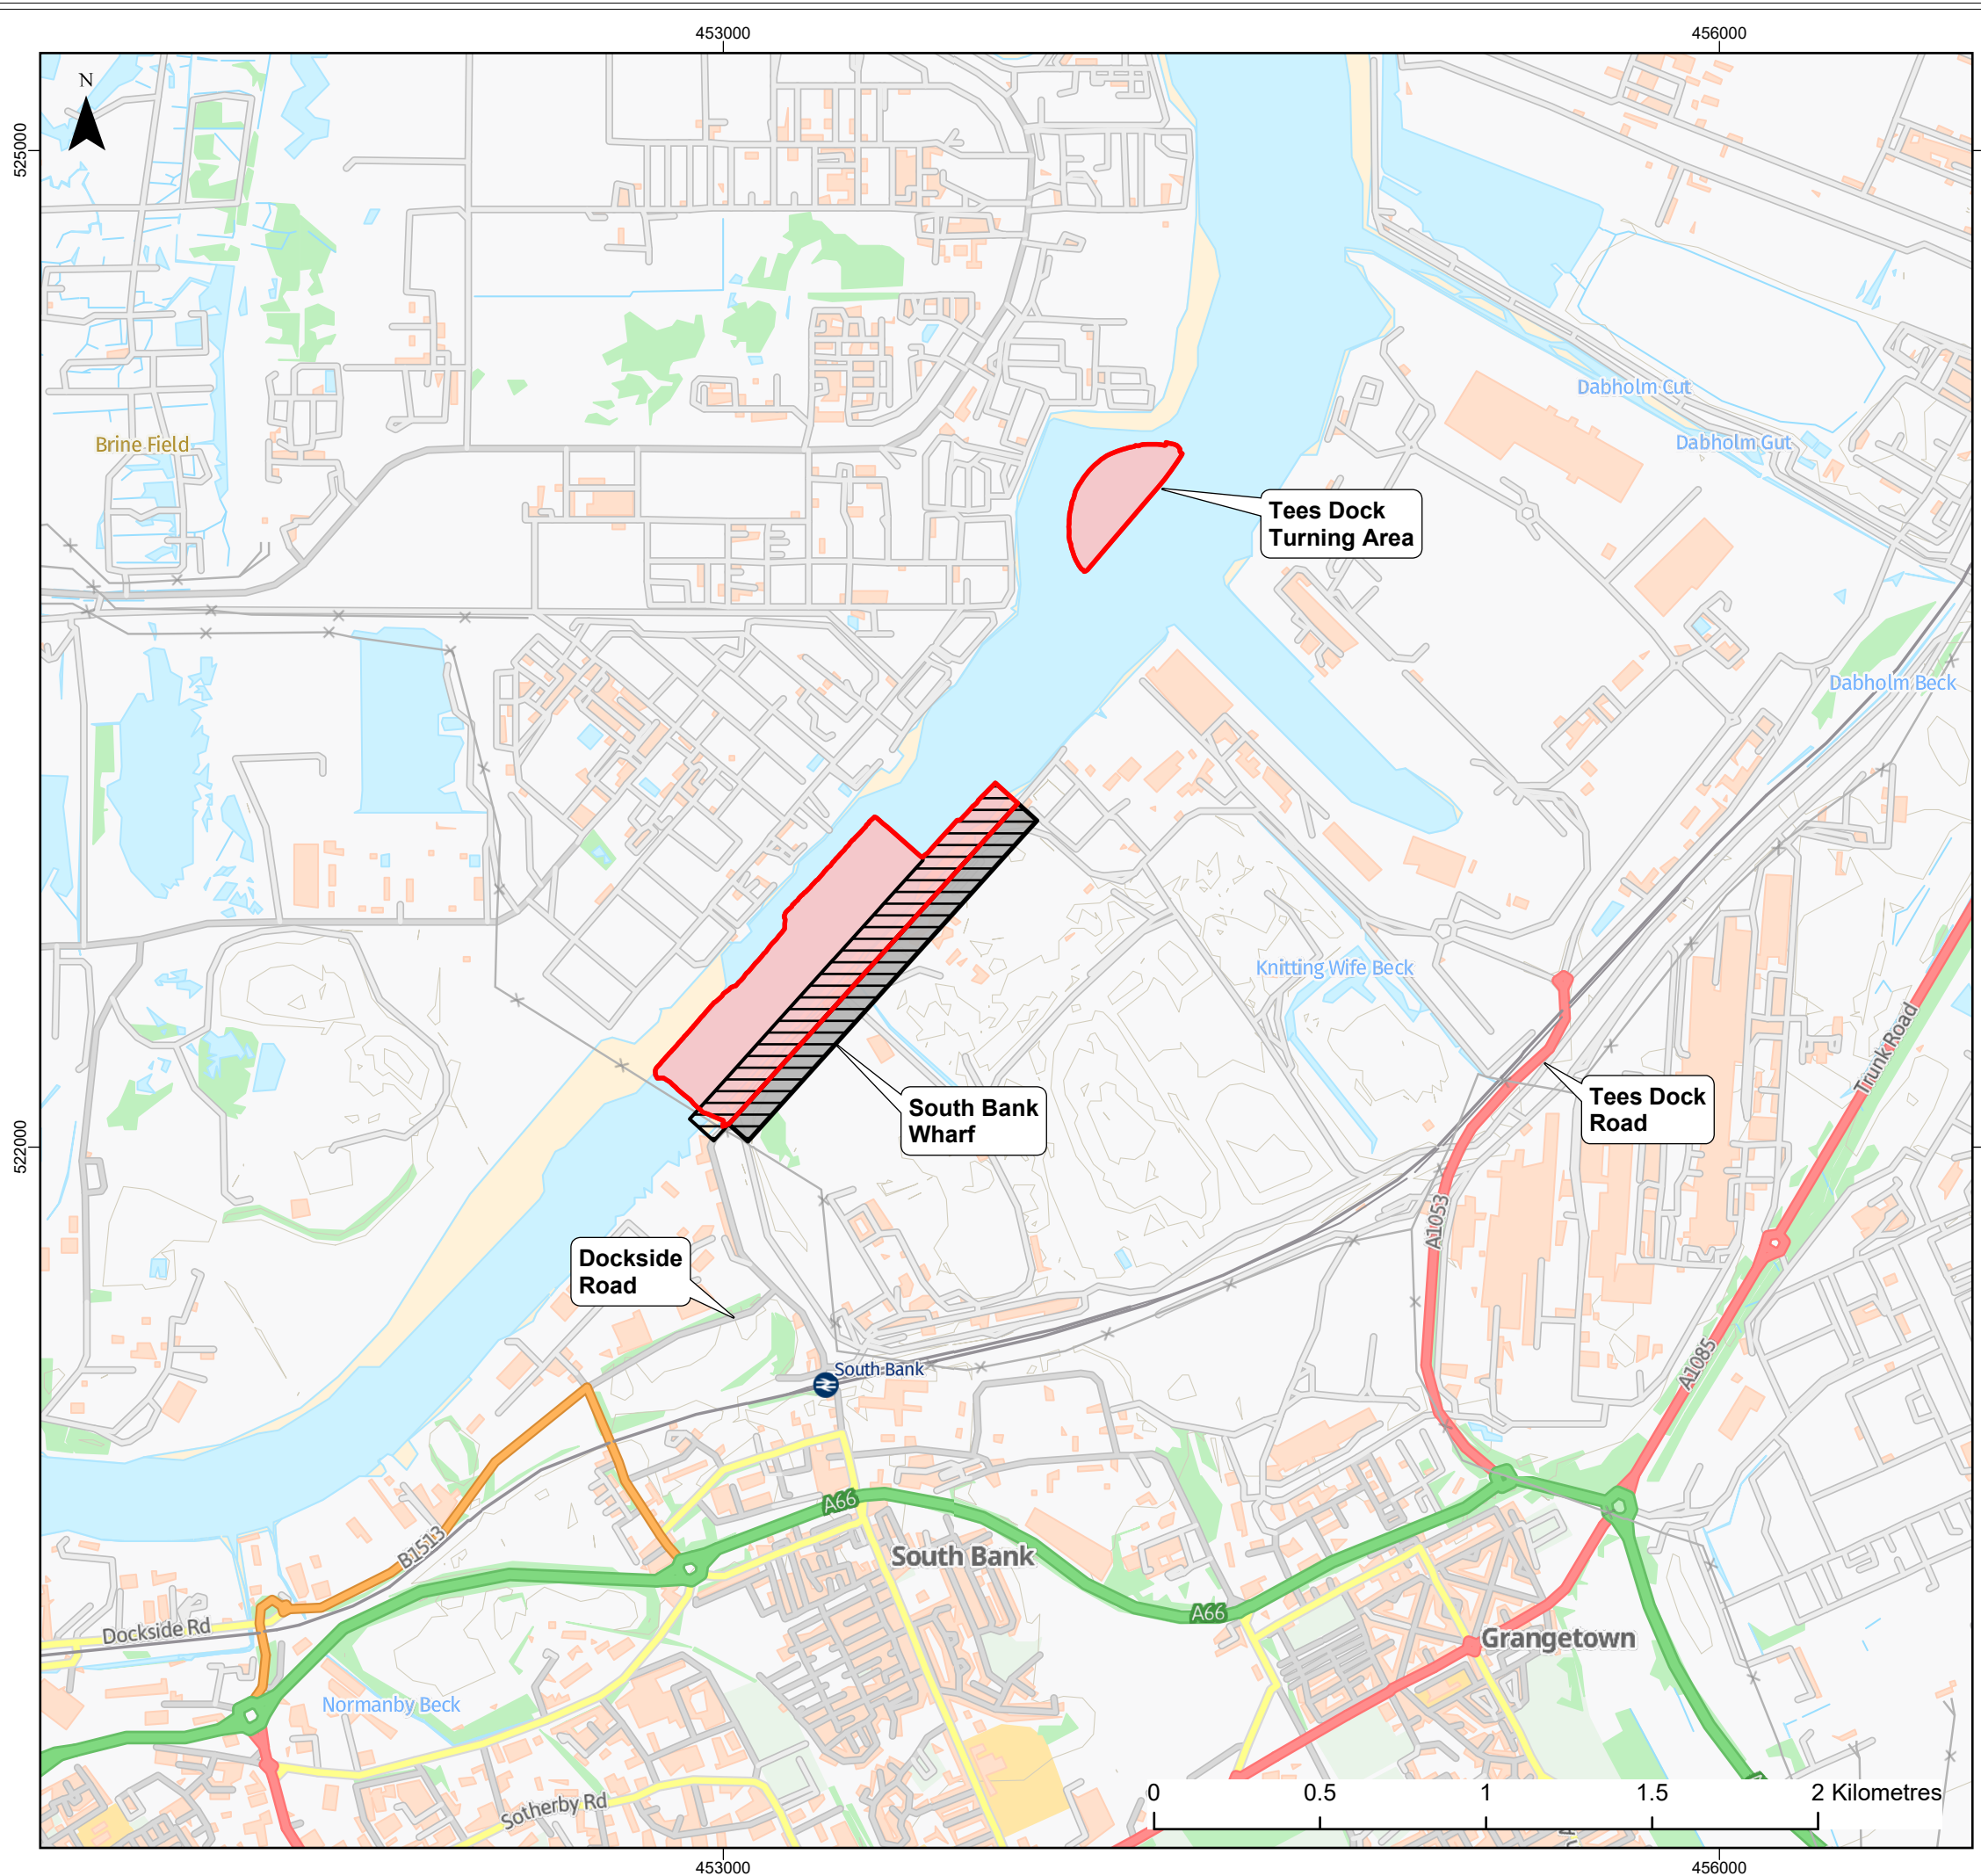 453000
456000
N
525000
Brine Field
Dabholm Cut
Dabholm Gut
Tees Dock
Turning Area
Dabholm Beck
Knitting Wife Beck
Trunk Road
South Bank
Wharf
Tees Dock
Road
522000
A1053
Dockside
Road
A1085
South Bank
A66
B1513
South Bank
A66
Dockside Rd
Grangetown
Normanby Beck
Sotherby Rd
0
0.5
1
1.5
2 Kilometres
453000
456000